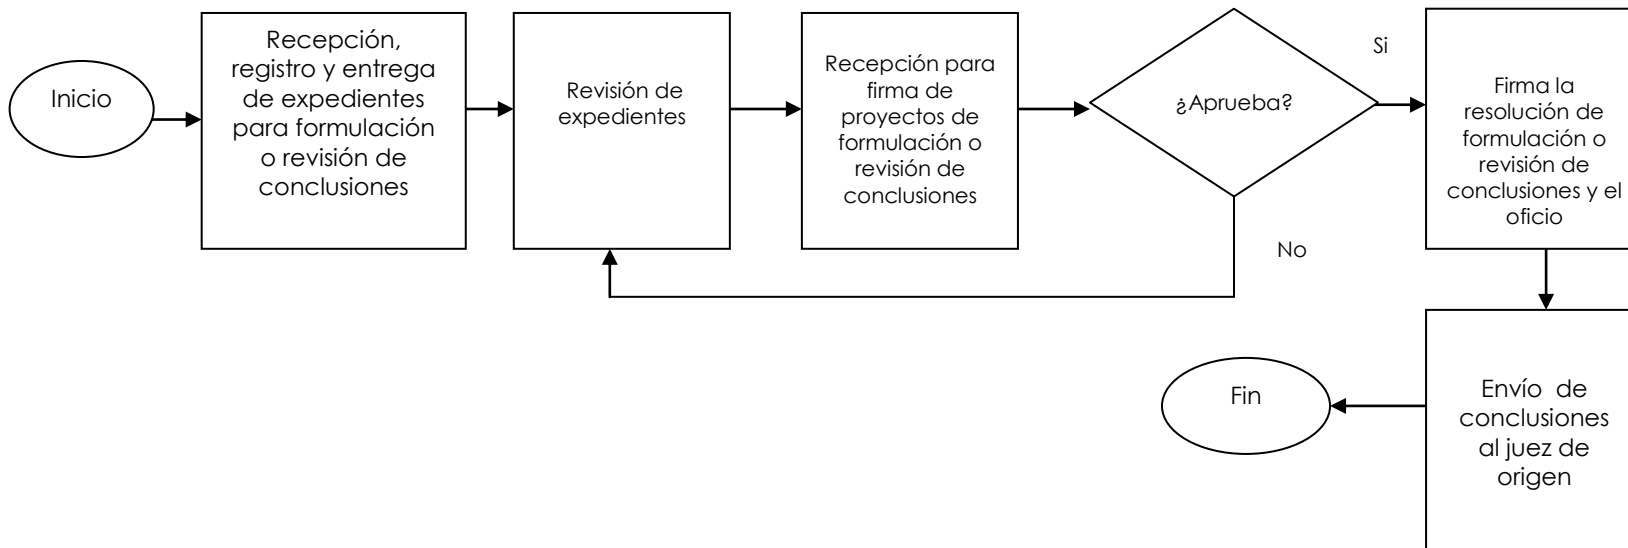 Inicio
Recepción,
registro y entrega
de expedientes
para formulación
o revisión de
conclusiones
Revisión de
expedientes
Recepción para
firma de
proyectos de
formulación o
revisión de
conclusiones
¿Aprueba?
Si
No
Firma la
resolución de
formulación o
revisión de
conclusiones y el
oficio
Envío de
conclusiones
al juez de
origen
Fin